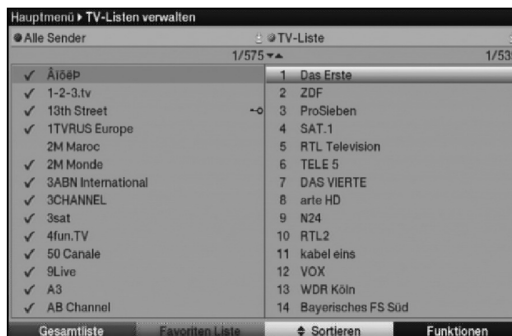 Hauptmenü ▸ TV-Listen verwalten
Alle Sender
1/575
✓ Äïöëþ
✓ 1-2-3.tv
✓ 13th Street
✓ 1TVRUS Europe
2M Maroc
✓ 2M Monde
✓ 3ABN International
✓ 3CHANNEL
✓ 3sat
✓ 4fun.TV
✓ 50 Canale
✓ 9Live
✓ A3
✓ AB Channel
TV-Liste
1/53
1 Das Erste
2 ZDF
3 ProSieben
4 SAT.1
5 RTL Television
6 TELE 5
7 DAS VIERTE
8 arte HD
9 N24
10 RTL2
11 kabel eins
12 VOX
13 WDR Köln
14 Bayerisches FS Süd
Gesamtliste
Favoriten Liste
Sortieren
Funktionen